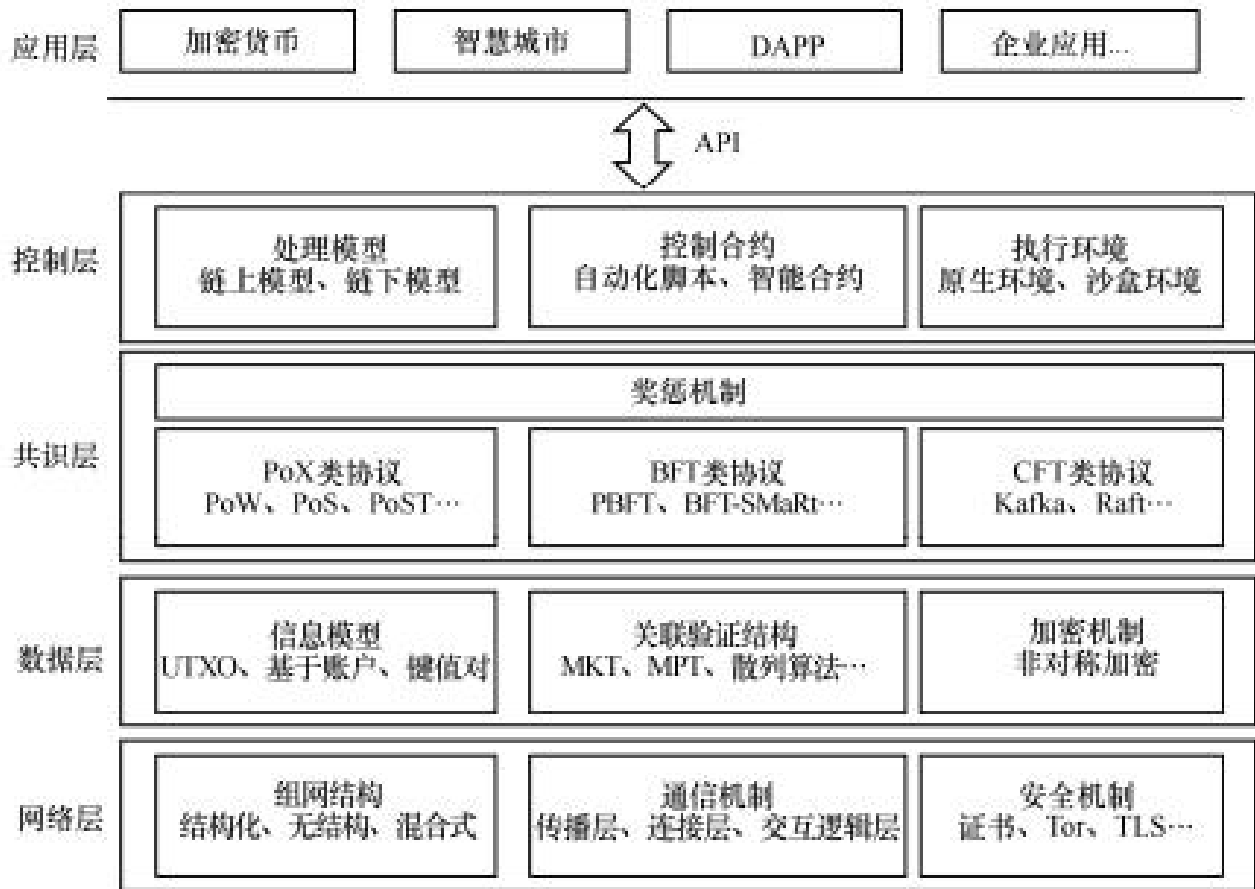 应用层
加密货币
智慧城市
DAPP
企业应用...
API
控制层
处理模型
链上模型、链下模型
控制合约
自动化脚本、智能合约
执行环境
原生环境、沙盒环境
共识层
奖惩机制
PoX类协议
PoW、PoS、PoST…
BFT类协议
PBFT、BFT-SMaRt…
CFT类协议
Kafka、Raft…
数据层
信息模型
UTXO、基于账户、键值对
关联验证结构
MKT、MPT、散列算法…
加密机制
非对称加密
网络层
组网结构
结构化、无结构、混合式
通信机制
传播层、连接层、交互逻辑层
安全机制
证书、Tor、TLS…